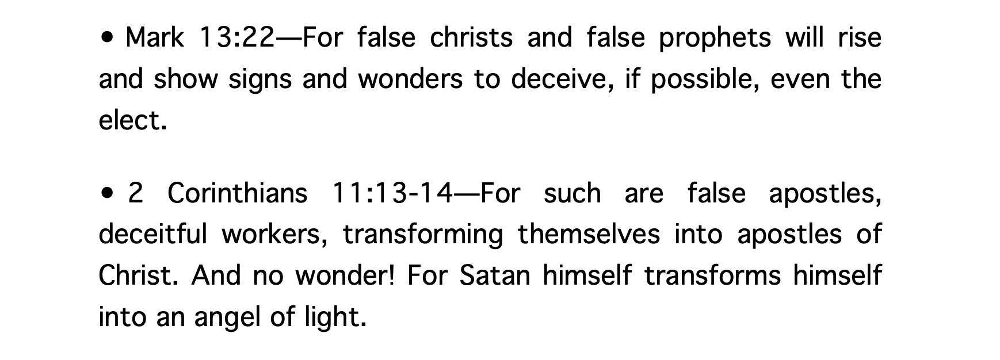 • Mark 13:22—For false christs and false prophets will rise
and show signs and wonders to deceive, if possible, even the
elect.
• 2 Corinthians 11:13-14—For such are false apostles,
deceitful workers, transforming themselves into apostles of
Christ. And no wonder! For Satan himself transforms himself
into an angel of light.